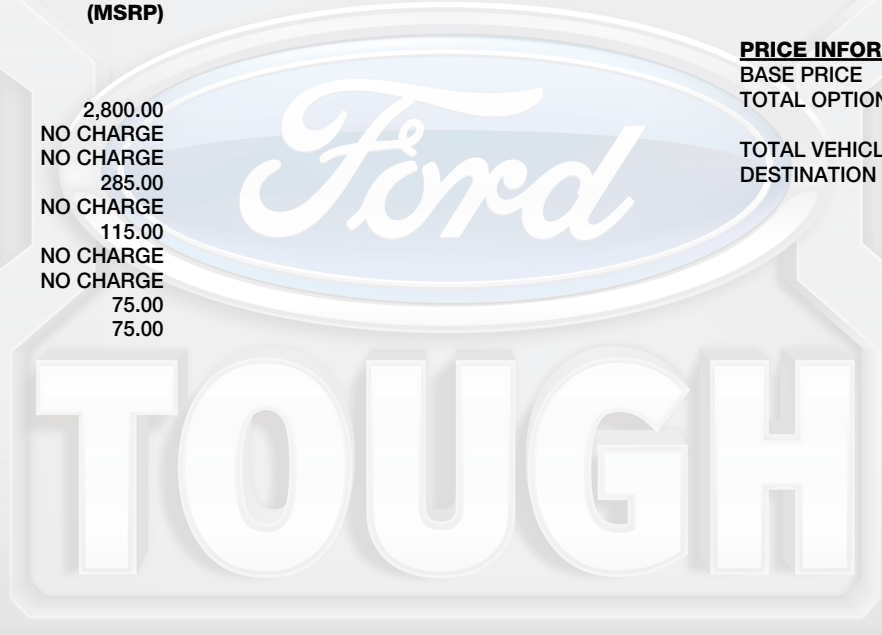 (MSRP)
2,800.00
NO CHARGE
NO CHARGE
285.00
NO CHARGE
115.00
NO CHARGE
NO CHARGE
75.00
75.00
PRICE INFOR
BASE PRICE
TOTAL OPTION
TOTAL VEHICL
DESTINATION
Ford
TOUGH